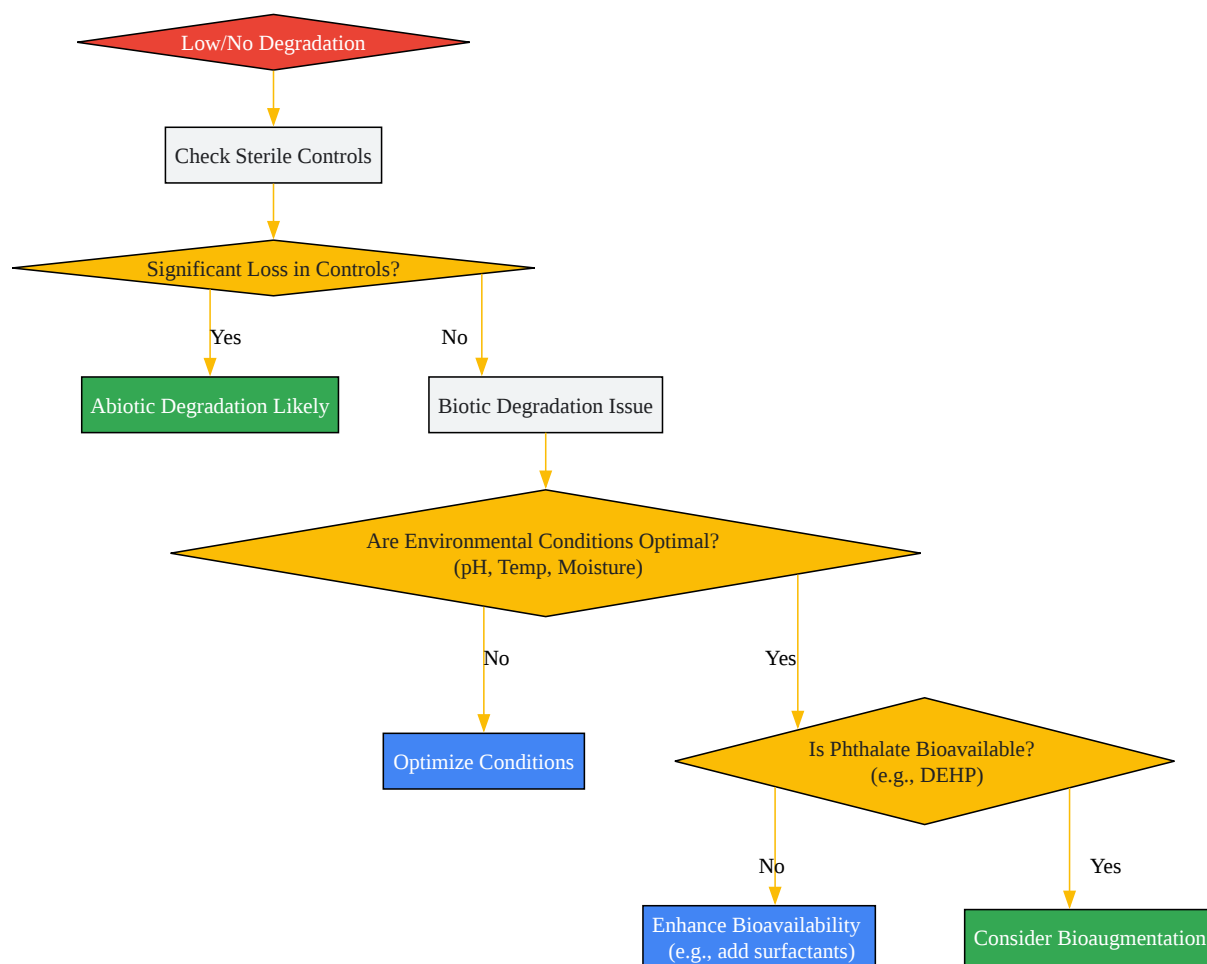 Low/No Degradation
Check Sterile Controls
Significant Loss in Controls?
Yes
No
Abiotic Degradation Likely
Biotic Degradation Issue
Are Environmental Conditions Optimal?
(pH, Temp, Moisture)
No
Yes
Optimize Conditions
Is Phthalate Bioavailable?
(e.g., DEHP)
No
Yes
Enhance Bioavailability
(e.g., add surfactants)
Consider Bioaugmentation